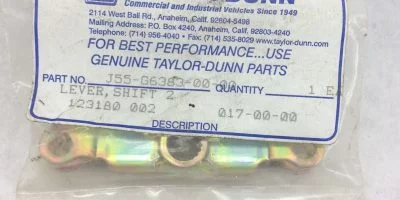 DUNN
Commercial and Industrial Vehicles Since 1949
2114 West Ball Rd., Anaheim, Calif. 92804-5498
Mailing Address: P.O. Box 4240, Anaheim, Calif. 92803-4240
Telephone: (714) 956-4040 • Fax: (714) 535-8029 www.taylor-dunn.com
FOR BEST PERFORMANCE...USE
GENUINE TAYLOR-DUNN PARTS
PART NO. J55-G6383-00-00 QUANTITY 1 EA
LEVER, SHIFT 2
123180 002 017-00-00
DESCRIPTION